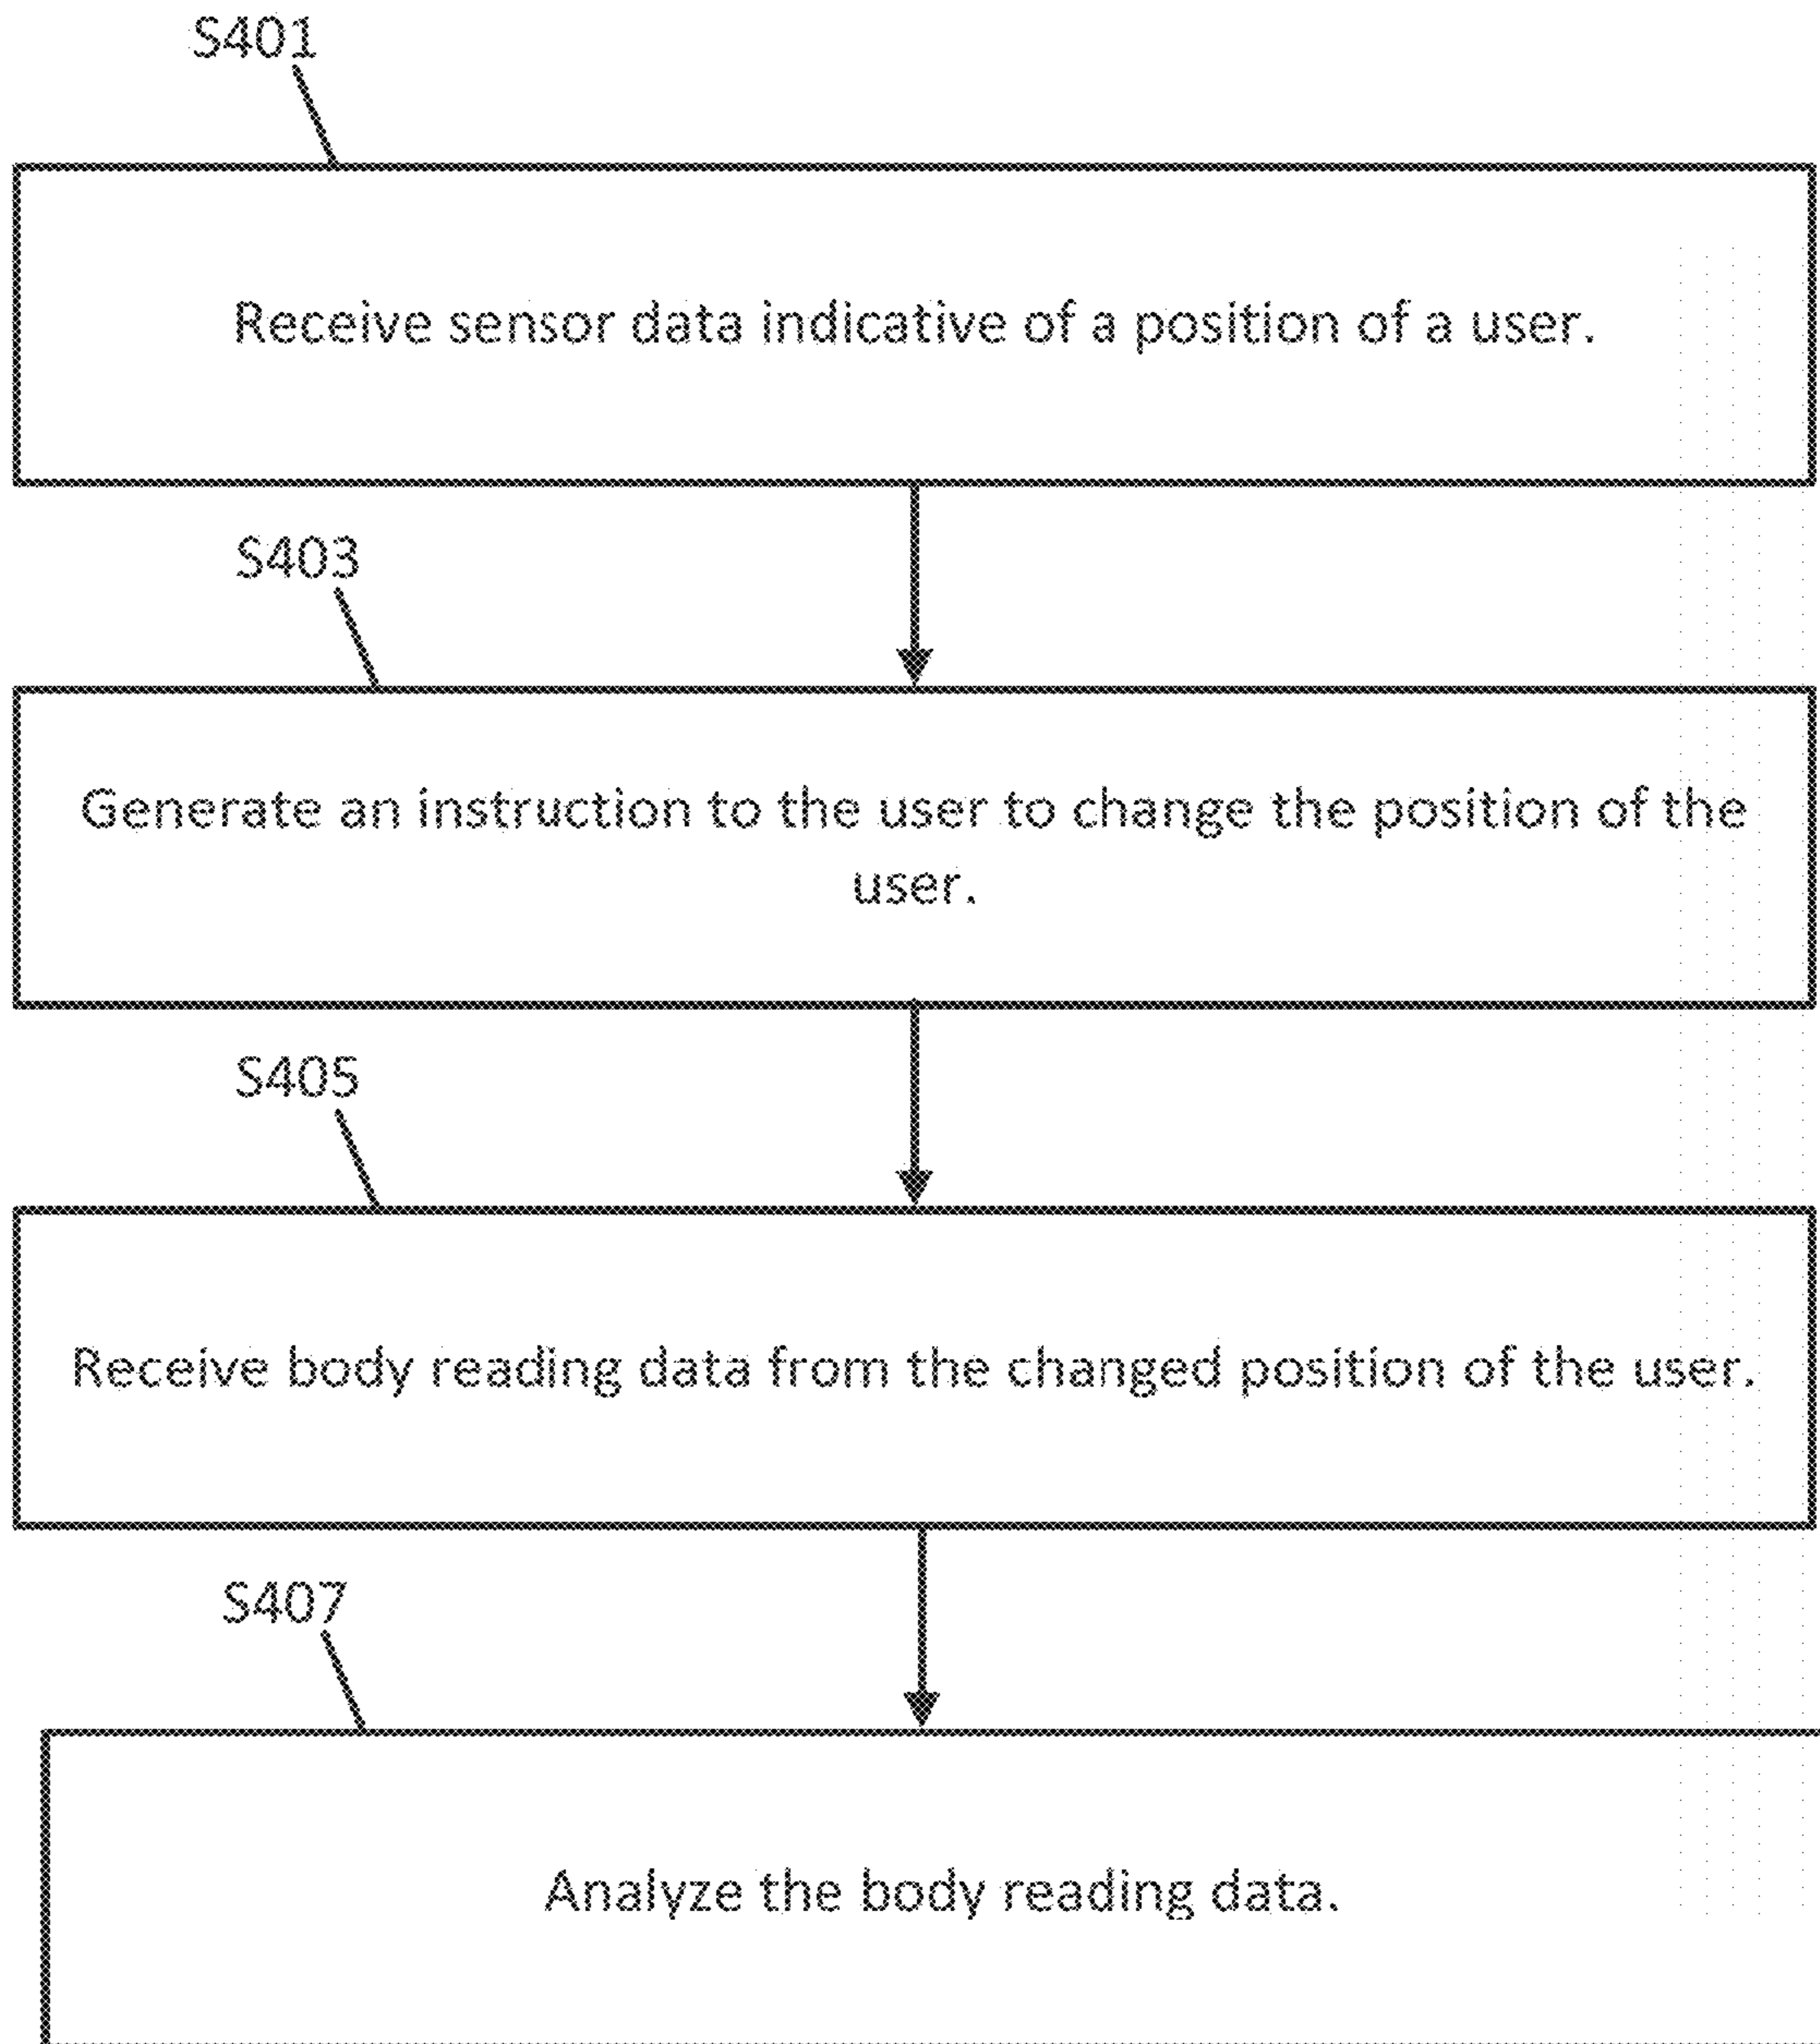 S401
Receive sensor data indicative of a position of a user.
S403
Generate an instruction to the user to change the position of the
user.
S405
Receive body reading data from the changed position of the user.
S407
Analyze the body reading data.